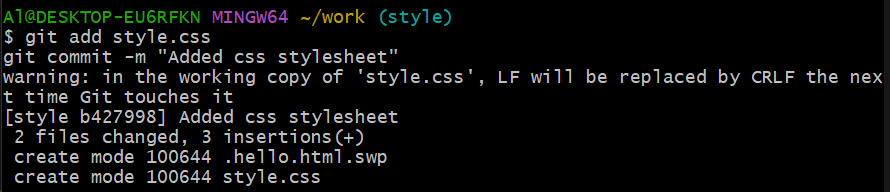 Al@DESKTOP-EU6RFKN MINGW64 ~/work (style)
$ git add style.css
git commit -m "Added css stylesheet"
warning: in the working copy of 'style.css', LF will be replaced by CRLF the nex
t time Git touches it
[style b427998] Added css stylesheet
 2 files changed, 3 insertions(+)
 create mode 100644 .hello.html.swp
 create mode 100644 style.css